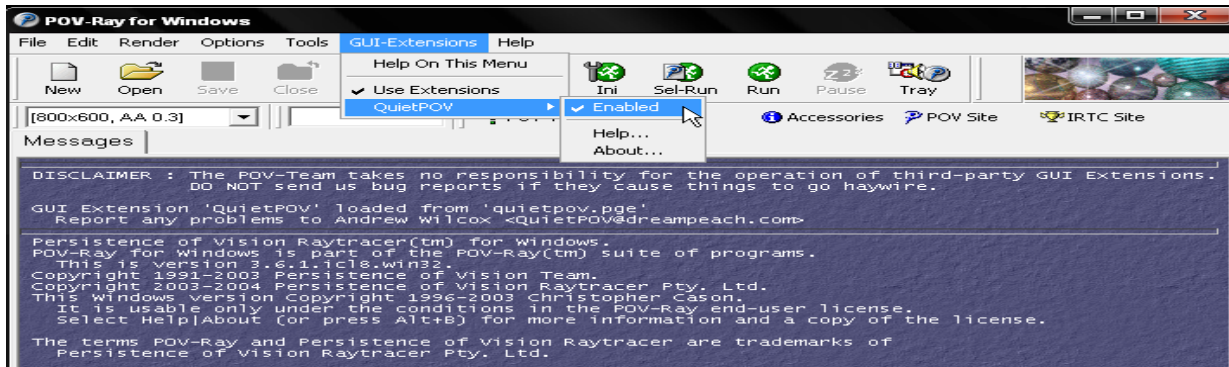 POV-Ray for Windows
File Edit Render Options Tools GUI-Extensions Help
Help On This Menu
Use Extensions
QuietPOV
Enabled
Help...
About...
New Open Save Close Ini Sel-Run Run Pause Tray
[800x600, AA 0.3]
Accessories POV Site IRTC Site
Messages
DISCLAIMER : The POV-Team takes no responsibility for the operation of third-party GUI Extensions.
DO NOT send us bug reports if they cause things to go haywire.
GUI Extension 'QuietPOV' loaded from 'quietpov.pge'
Report any problems to Andrew Wilcox <QuietPOV@dreampeach.com>
Persistence of Vision Raytracer(tm) for Windows.
POV-Ray for Windows is part of the POV-Ray(tm) suite of programs.
This is version 3.6.1.icl8.win32.
Copyright 1991-2003 Persistence of Vision Team.
Copyright 2003-2004 Persistence of Vision Raytracer Pty. Ltd.
This Windows version Copyright 1996-2003 Christopher Cason.
It is usable only under the conditions in the POV-Ray end-user license.
Select Help|About (or press Alt+B) for more information and a copy of the license.
The terms POV-Ray and Persistence of Vision Raytracer are trademarks of
Persistence of Vision Raytracer Pty. Ltd.